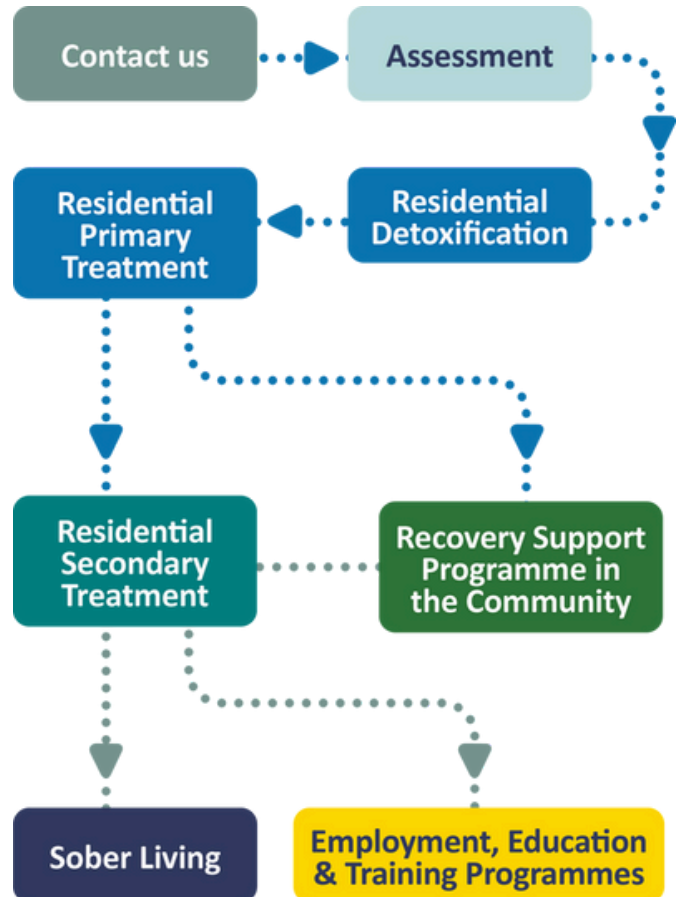 Contact us
Assessment
Residential
Primary
Treatment
Residential
Detoxification
Residential
Secondary
Treatment
Recovery Support
Programme in
the Community
Sober Living
Employment, Education
& Training Programmes